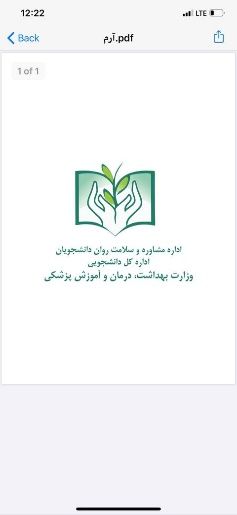 12:22
LTE
Back
آرم.pdf
1 of 1
اداره مشاوره و سلامت روان دانشجویان
اداره کل دانشجویی
وزارت بهداشت، درمان و آموزش پزشکی